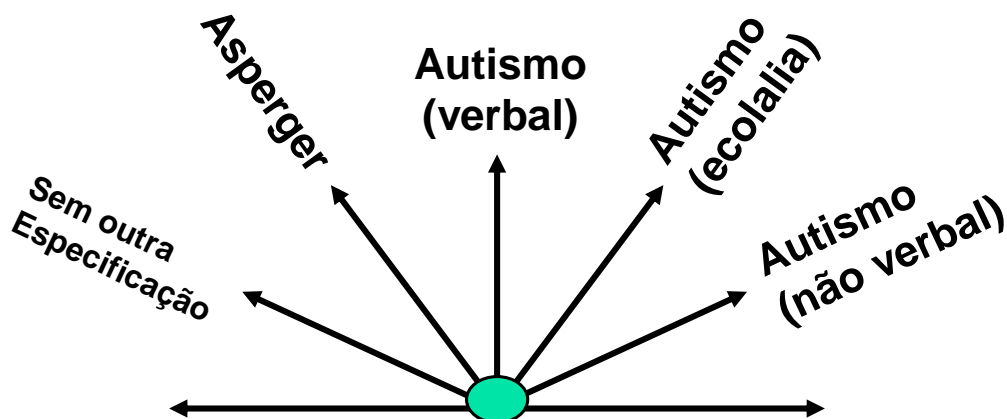 Sem outra
Especificação
Asperger
Autismo
(verbal)
Autismo
(ecolalia)
Autismo
(não verbal)